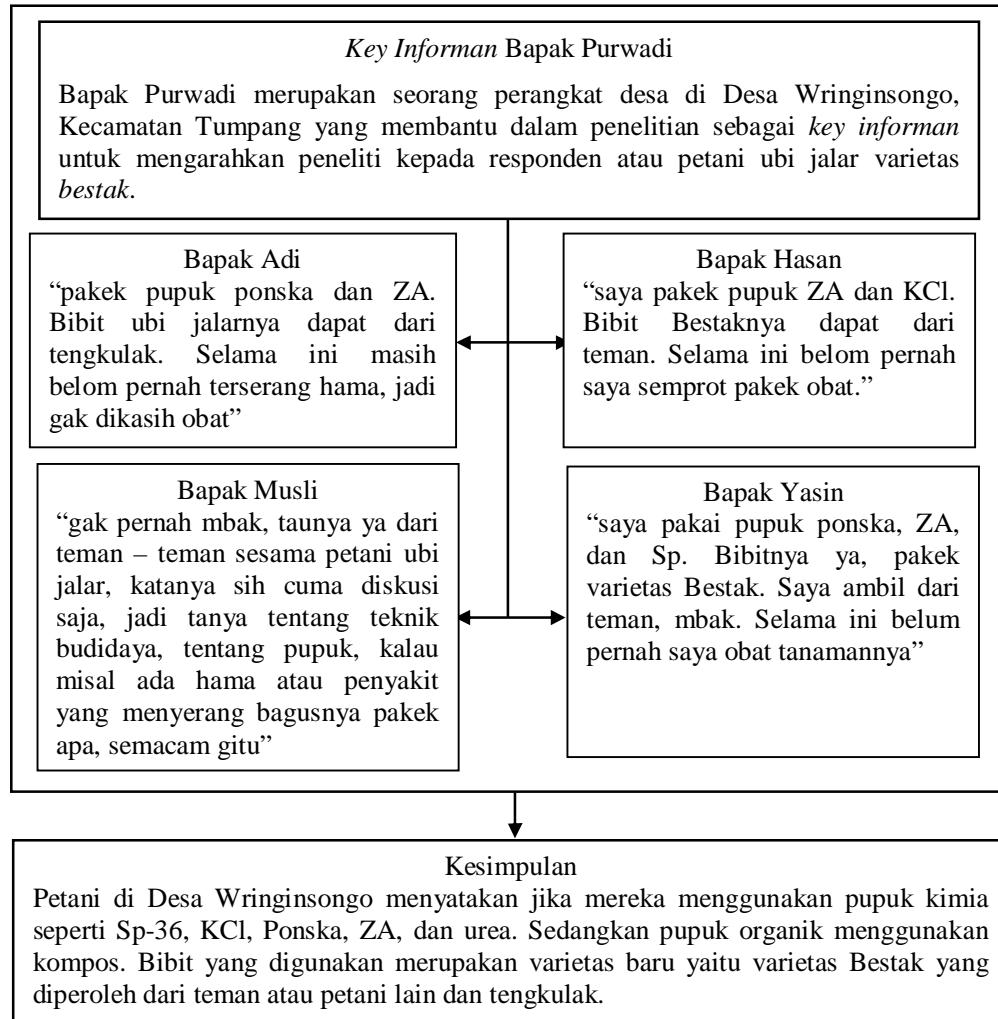 Key Informan Bapak Purwadi
Bapak Purwadi merupakan seorang perangkat desa di Desa Wringinsongo,
Kecamatan Tumpang yang membantu dalam penelitian sebagai key informan
untuk mengarahkan peneliti kepada responden atau petani ubi jalar varietas
bestak.
Bapak Adi
“pakek pupuk ponska dan ZA.
Bibit ubi jalarnya dapat dari
tengkulak. Selama ini masih
belom pernah terserang hama, jadi
gak dikasih obat”
Bapak Hasan
“saya pakek pupuk ZA dan KCl.
Bibit Bestaknya dapat dari
teman. Selama ini belom pernah
saya semprot pakek obat.”
Bapak Musli
“gak pernah mbak, taunya ya dari
teman – teman sesama petani ubi
jalar, katanya sih cuma diskusi
saja, jadi tanya tentang teknik
budidaya, tentang pupuk, kalau
misal ada hama atau penyakit
yang menyerang bagusnya pakek
apa, semacam gitu”
Bapak Yasin
“saya pakai pupuk ponska, ZA,
dan Sp. Bibitnya ya, pakek
varietas Bestak. Saya ambil dari
teman, mbak. Selama ini belum
pernah saya obat tanamannya”
Kesimpulan
Petani di Desa Wringinsongo menyatakan jika mereka menggunakan pupuk kimia
seperti Sp-36, KCl, Ponska, ZA, dan urea. Sedangkan pupuk organik menggunakan
kompos. Bibit yang digunakan merupakan varietas baru yaitu varietas Bestak yang
diperoleh dari teman atau petani lain dan tengkulak.